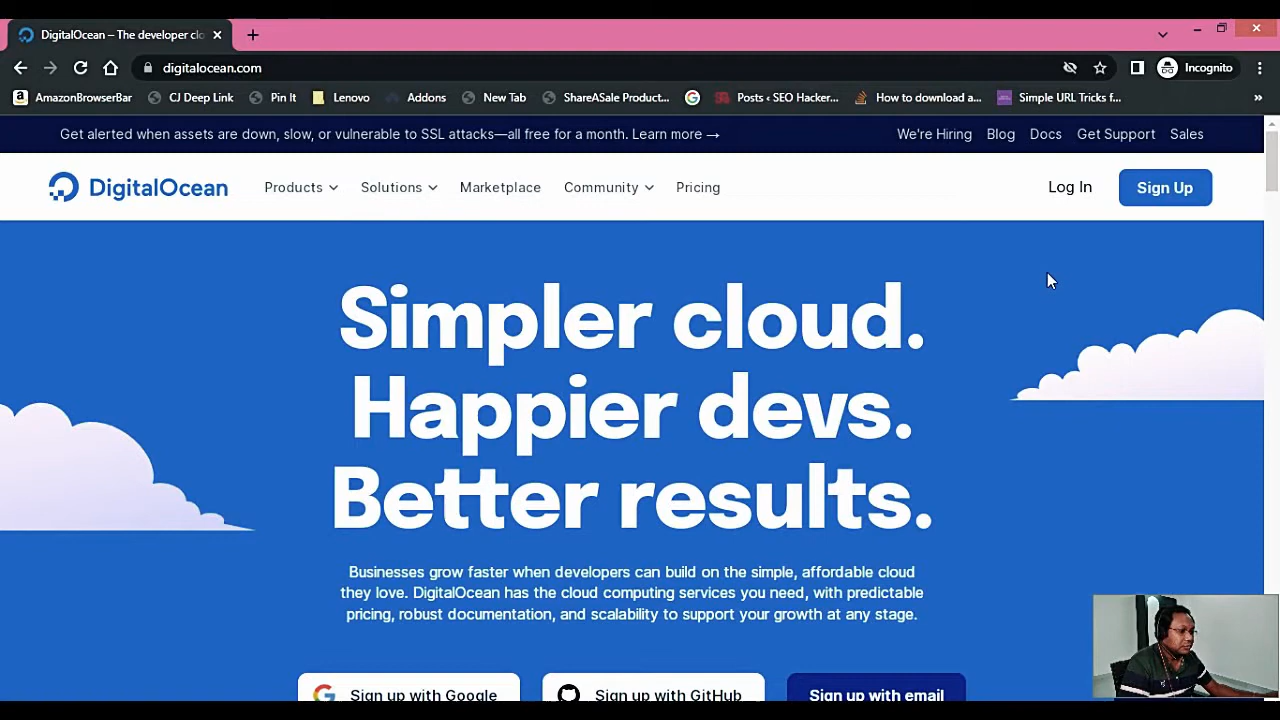 DigitalOcean – The developer clo
digitalocean.com
Incognito
AmazonBrowserBar CJ Deep Link Pin It Lenovo Addons New Tab ShareASale Product... Posts ‹ SEO Hacker... How to download a... Simple URL Tricks f... »
Get alerted when assets are down, slow, or vulnerable to SSL attacks—all free for a month. Learn more → We're Hiring Blog Docs Get Support Sales
DigitalOcean Products Solutions Marketplace Community Pricing Log In Sign Up
Simpler cloud.
Happier devs.
Better results.
Businesses grow faster when developers can build on the simple, affordable cloud
they love. DigitalOcean has the cloud computing services you need, with predictable
pricing, robust documentation, and scalability to support your growth at any stage.
Sign up with Google Sign up with GitHub Sign up with email